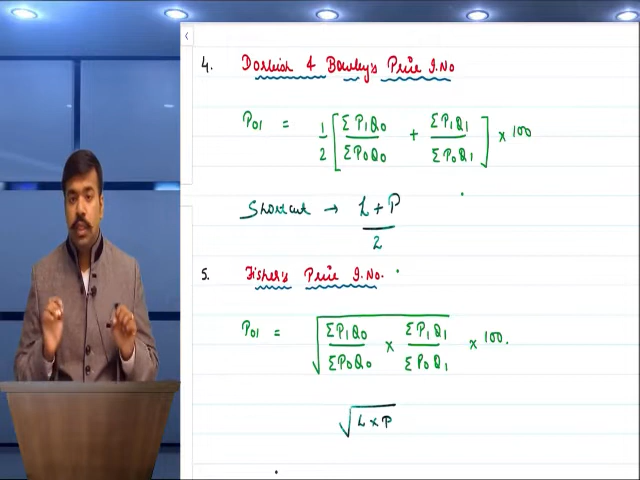 4. Dorbish & Bowley's Price I.No
P01 = 1/2 [ ΣP1Q0/ΣP0Q0 + ΣP1Q1/ΣP0Q1 ] × 100
Shortcut → L + P / 2
5. Fisher's Price I.No.
P01 = √( ΣP1Q0/ΣP0Q0 × ΣP1Q1/ΣP0Q1 ) × 100.
√(L × P)